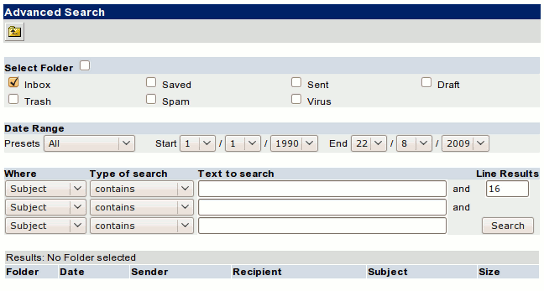 Advanced Search
Select Folder
Inbox Saved Sent Draft
Trash Spam Virus
Date Range
Presets All Start 1 / 1 / 1990 End 22 / 8 / 2009
Where Type of search Text to search Line Results
Subject contains and 16
Subject contains and
Subject contains Search
Results: No Folder selected
Folder Date Sender Recipient Subject Size